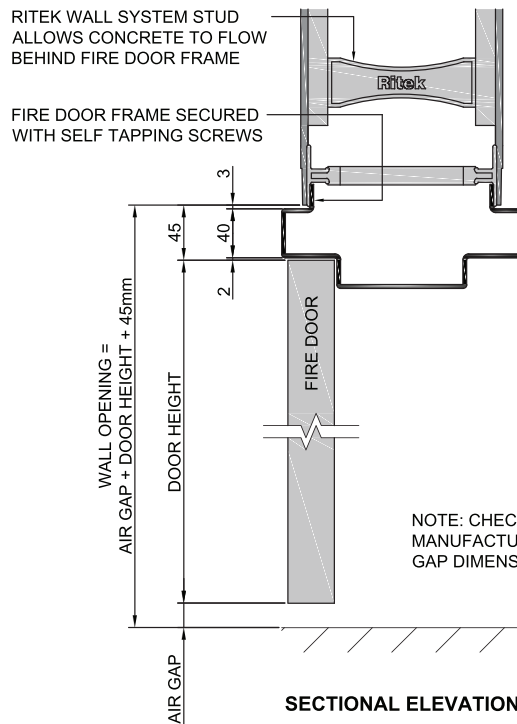 RITEK WALL SYSTEM STUD
ALLOWS CONCRETE TO FLOW
BEHIND FIRE DOOR FRAME
Ritek
FIRE DOOR FRAME SECURED
WITH SELF TAPPING SCREWS
3
45
40
2
FIRE DOOR
WALL OPENING =
AIR GAP + DOOR HEIGHT + 45mm
DOOR HEIGHT
NOTE: CHEC
MANUFACTU
GAP DIMENS
AIR GAP
SECTIONAL ELEVATION